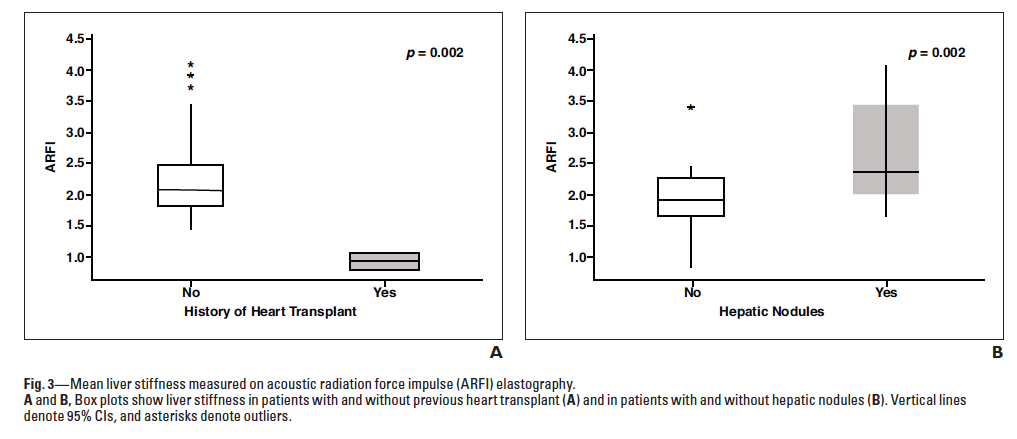 4.5
4.0
3.5
3.0
2.5
2.0
1.5
1.0
ARFI
p = 0.002
*
*
*
No
Yes
History of Heart Transplant
A
4.5
4.0
3.5
3.0
2.5
2.0
1.5
1.0
ARFI
p = 0.002
*
No
Yes
Hepatic Nodules
B
Fig. 3—Mean liver stiffness measured on acoustic radiation force impulse (ARFI) elastography.
A and B, Box plots show liver stiffness in patients with and without previous heart transplant (A) and in patients with and without hepatic nodules (B). Vertical lines
denote 95% CIs, and asterisks denote outliers.